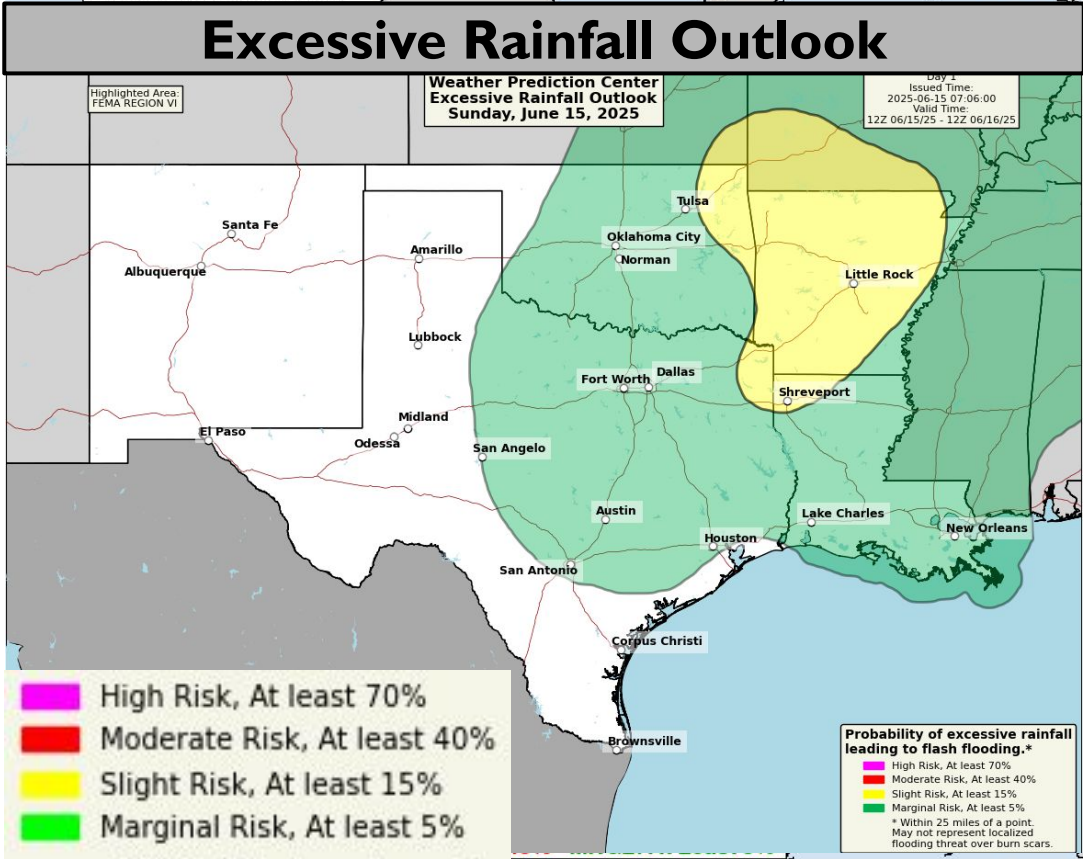 Excessive Rainfall Outlook
Highlighted Area:
FEMA REGION VI
Weather Prediction Center
Excessive Rainfall Outlook
Sunday, June 15, 2025
Day 1
Issued Time:
2025-06-15 07:06:00
Valid Time:
12Z 06/15/25 - 12Z 06/16/25
Santa Fe
Albuquerque
Amarillo
Tulsa
Oklahoma City
Norman
Little Rock
Lubbock
Fort Worth
Dallas
Shreveport
El Paso
Midland
Odessa
San Angelo
Austin
Lake Charles
Houston
New Orleans
San Antonio
Corpus Christi
Brownsville
High Risk, At least 70%
Moderate Risk, At least 40%
Slight Risk, At least 15%
Marginal Risk, At least 5%
Probability of excessive rainfall
leading to flash flooding.*
High Risk, At least 70%
Moderate Risk, At least 40%
Slight Risk, At least 15%
Marginal Risk, At least 5%
* Within 25 miles of a point.
May not represent localized
flooding threat over burn scars.